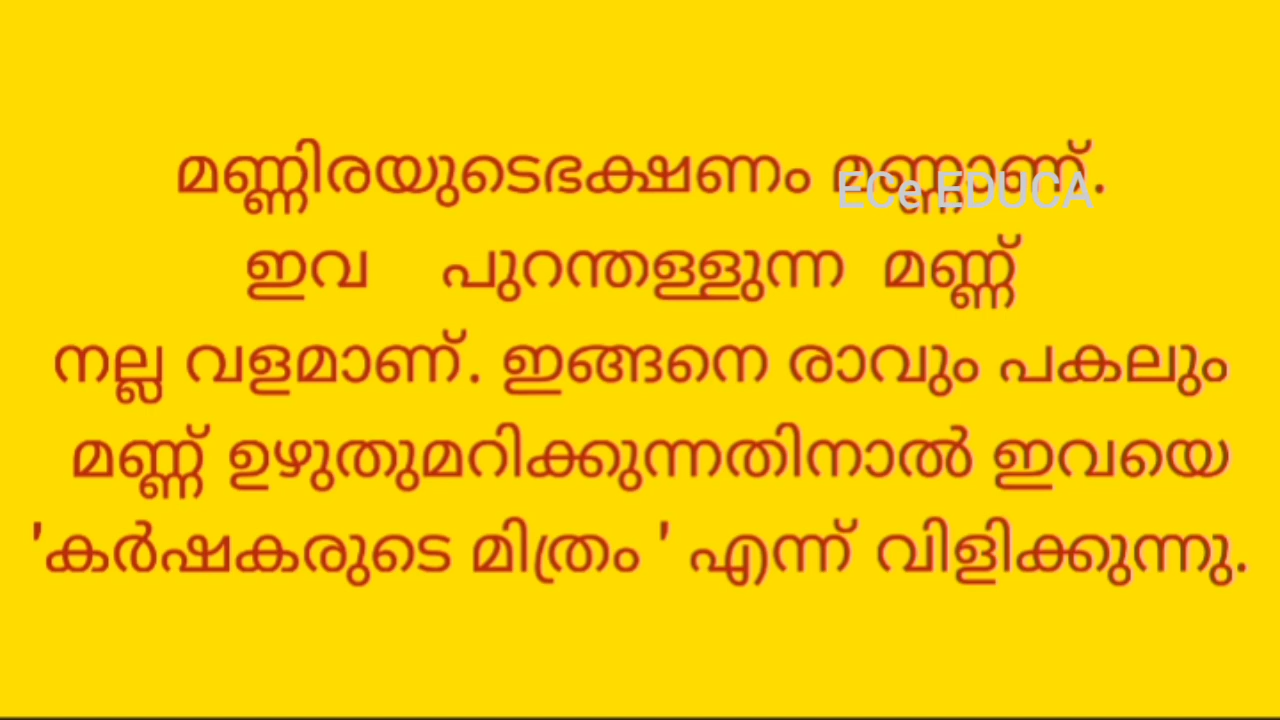 മണ്ണിരയുടെഭക്ഷണം മണ്ണാണ്.
ECe EDUCA
ഇവ പുറന്തള്ളുന്ന മണ്ണ്
നല്ല വളമാണ്. ഇങ്ങനെ രാവും പകലും
മണ്ണ് ഉഴുതുമറിക്കുന്നതിനാൽ ഇവയെ
'കർഷകരുടെ മിത്രം ' എന്ന് വിളിക്കുന്നു.